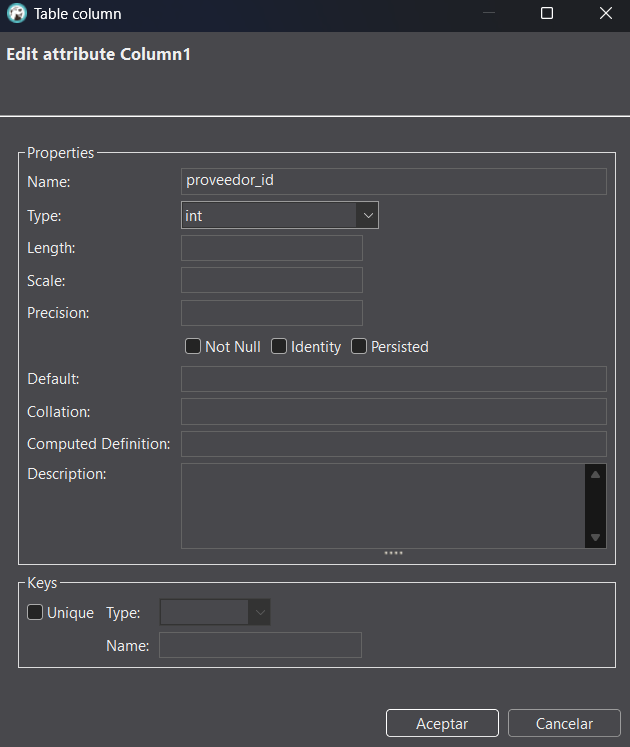 Table column
Edit attribute Column1
Properties
Name: proveedor_id
Type: int
Length:
Scale:
Precision:
Not Null Identity Persisted
Default:
Collation:
Computed Definition:
Description:
Keys
Unique Type:
Name:
Aceptar Cancelar